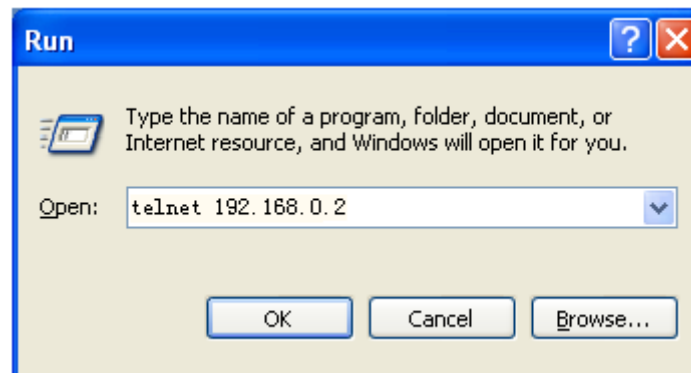 Run
Type the name of a program, folder, document, or
Internet resource, and Windows will open it for you.
Open: telnet 192.168.0.2
OK Cancel Browse...